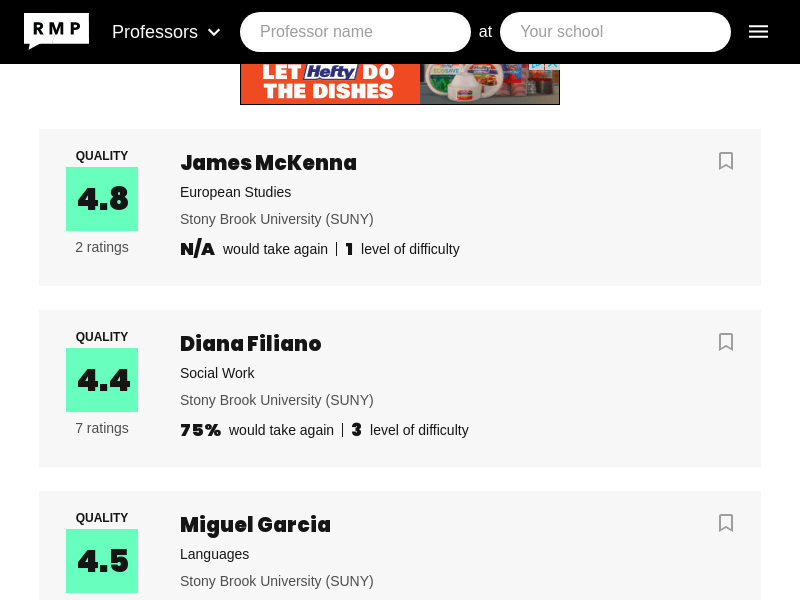 RMP Professors Professor name at Your school
LET Hefty DO
THE DISHES
ECOSAVE
QUALITY
4.8
2 ratings
James McKenna
European Studies
Stony Brook University (SUNY)
N/A would take again | 1 level of difficulty
QUALITY
4.4
7 ratings
Diana Filiano
Social Work
Stony Brook University (SUNY)
75% would take again | 3 level of difficulty
QUALITY
4.5
Miguel Garcia
Languages
Stony Brook University (SUNY)